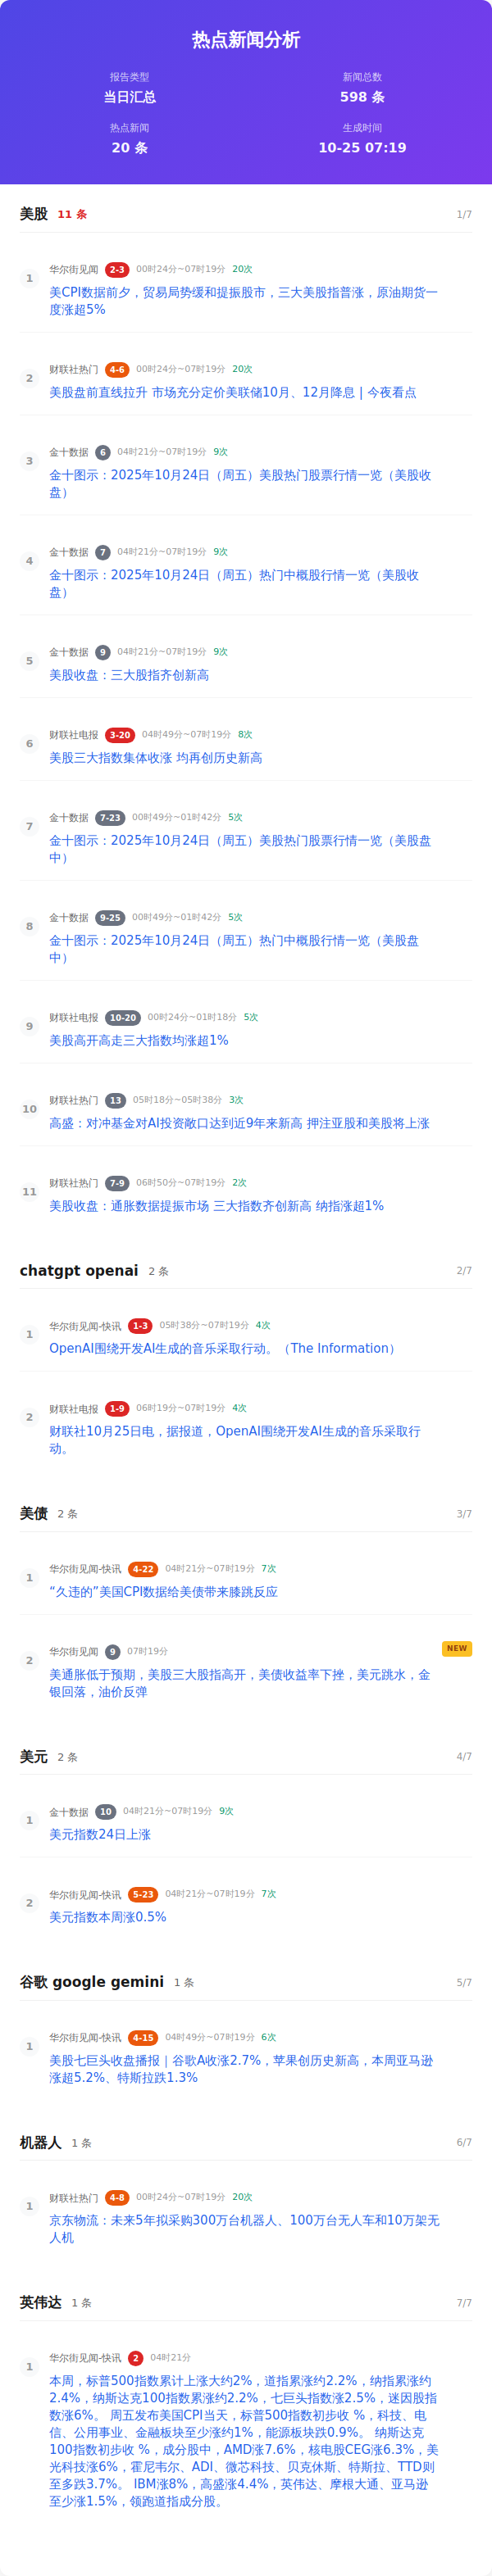 热点新闻分析
报告类型
新闻总数
当日汇总
598 条
热点新闻
生成时间
20 条
10-25 07:19
美股 11 条
1/7
1
华尔街见闻 2-3 00时24分~07时19分 20次
美CPI数据前夕，贸易局势缓和提振股市，三大美股指普涨，原油期货一
度涨超5%
2
财联社热门 4-6 00时24分~07时19分 20次
美股盘前直线拉升 市场充分定价美联储10月、12月降息 | 今夜看点
3
金十数据 6 04时21分~07时19分 9次
金十图示：2025年10月24日（周五）美股热门股票行情一览（美股收
盘）
4
金十数据 7 04时21分~07时19分 9次
金十图示：2025年10月24日（周五）热门中概股行情一览（美股收
盘）
5
金十数据 9 04时21分~07时19分 9次
美股收盘：三大股指齐创新高
6
财联社电报 3-20 04时49分~07时19分 8次
美股三大指数集体收涨 均再创历史新高
7
金十数据 7-23 00时49分~01时42分 5次
金十图示：2025年10月24日（周五）美股热门股票行情一览（美股盘
中）
8
金十数据 9-25 00时49分~01时42分 5次
金十图示：2025年10月24日（周五）热门中概股行情一览（美股盘
中）
9
财联社电报 10-20 00时24分~01时18分 5次
美股高开高走三大指数均涨超1%
10
财联社热门 13 05时18分~05时38分 3次
高盛：对冲基金对AI投资敞口达到近9年来新高 押注亚股和美股将上涨
11
财联社热门 7-9 06时50分~07时19分 2次
美股收盘：通胀数据提振市场 三大指数齐创新高 纳指涨超1%
chatgpt openai 2 条
2/7
1
华尔街见闻-快讯 1-3 05时38分~07时19分 4次
OpenAI围绕开发AI生成的音乐采取行动。（The Information）
2
财联社电报 1-9 06时19分~07时19分 4次
财联社10月25日电，据报道，OpenAI围绕开发AI生成的音乐采取行
动。
美债 2 条
3/7
1
华尔街见闻-快讯 4-22 04时21分~07时19分 7次
“久违的”美国CPI数据给美债带来膝跳反应
2
华尔街见闻 9 07时19分
NEW
美通胀低于预期，美股三大股指高开，美债收益率下挫，美元跳水，金
银回落，油价反弹
美元 2 条
4/7
1
金十数据 10 04时21分~07时19分 9次
美元指数24日上涨
2
华尔街见闻-快讯 5-23 04时21分~07时19分 7次
美元指数本周涨0.5%
谷歌 google gemini 1 条
5/7
1
华尔街见闻-快讯 4-15 04时49分~07时19分 6次
美股七巨头收盘播报｜谷歌A收涨2.7%，苹果创历史新高，本周亚马逊
涨超5.2%、特斯拉跌1.3%
机器人 1 条
6/7
1
财联社热门 4-8 00时24分~07时19分 20次
京东物流：未来5年拟采购300万台机器人、100万台无人车和10万架无
人机
英伟达 1 条
7/7
1
华尔街见闻-快讯 2 04时21分
本周，标普500指数累计上涨大约2%，道指累涨约2.2%，纳指累涨约
2.4%，纳斯达克100指数累涨约2.2%，七巨头指数涨2.5%，迷因股指
数涨6%。 周五发布美国CPI当天，标普500指数初步收 %，科技、电
信、公用事业、金融板块至少涨约1%，能源板块跌0.9%。 纳斯达克
100指数初步收 %，成分股中，AMD涨7.6%，核电股CEG涨6.3%，美
光科技涨6%，霍尼韦尔、ADI、微芯科技、贝克休斯、特斯拉、TTD则
至多跌3.7%。 IBM涨8%，高盛涨4.4%，英伟达、摩根大通、亚马逊
至少涨1.5%，领跑道指成分股。